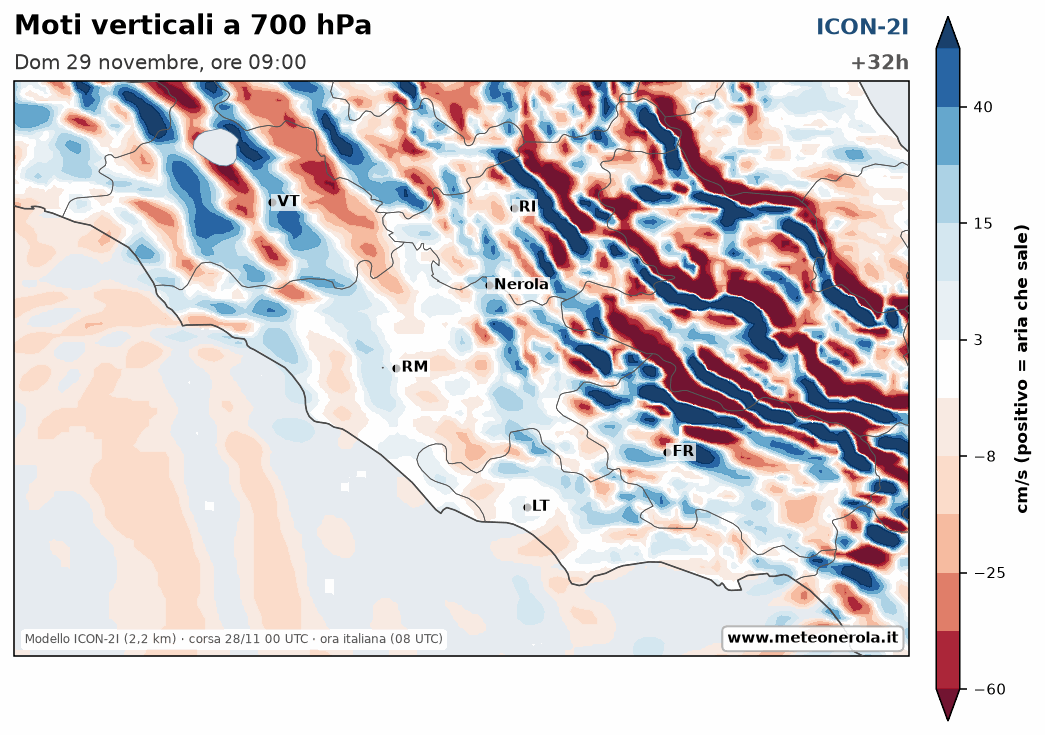 Moti verticali a 700 hPa
ICON-2I
Dom 29 novembre, ore 09:00
+32h
VT
RI
Nerola
RM
FR
LT
40
15
3
−8
−25
−60
cm/s (positivo = aria che sale)
Modello ICON-2I (2,2 km) · corsa 28/11 00 UTC · ora italiana (08 UTC)
www.meteonerola.it